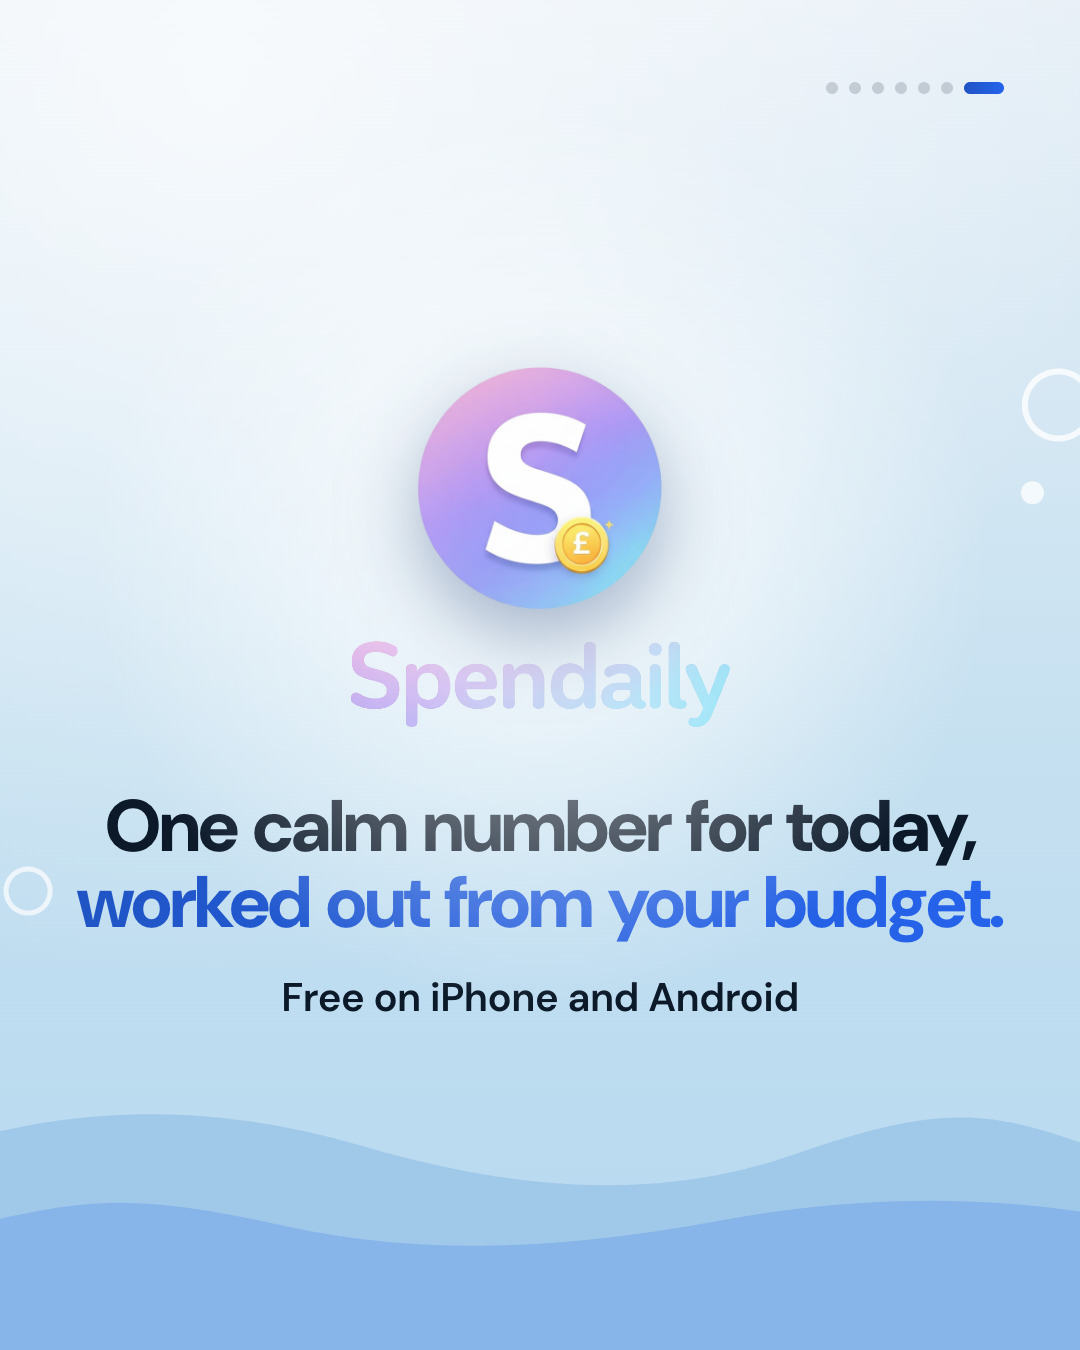 S
£
Spendaily
One calm number for today,
worked out from your budget.
Free on iPhone and Android